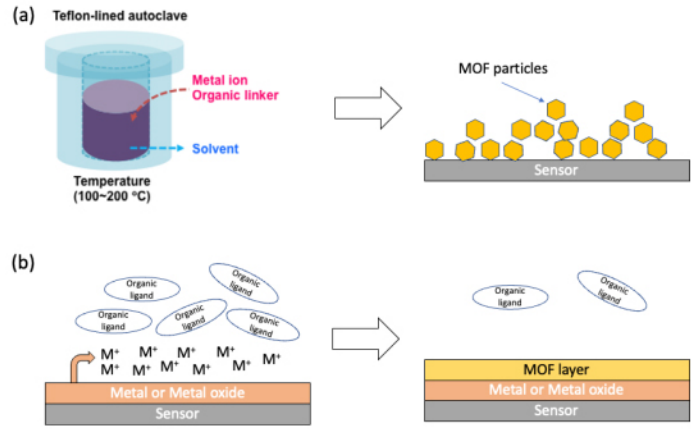 (a)
Teflon-lined autoclave
Metal ion
Organic linker
Solvent
Temperature
(100~200 °C)
MOF particles
Sensor
(b)
Organic
ligand
Organic
ligand
Organic
ligand
Organic
ligand
Organic
ligand
M⁺ M⁺ M⁺ M⁺ M⁺
M⁺ M⁺ M⁺ M⁺ M⁺
Metal or Metal oxide
Sensor
Organic
ligand
Organic
ligand
MOF layer
Metal or Metal oxide
Sensor